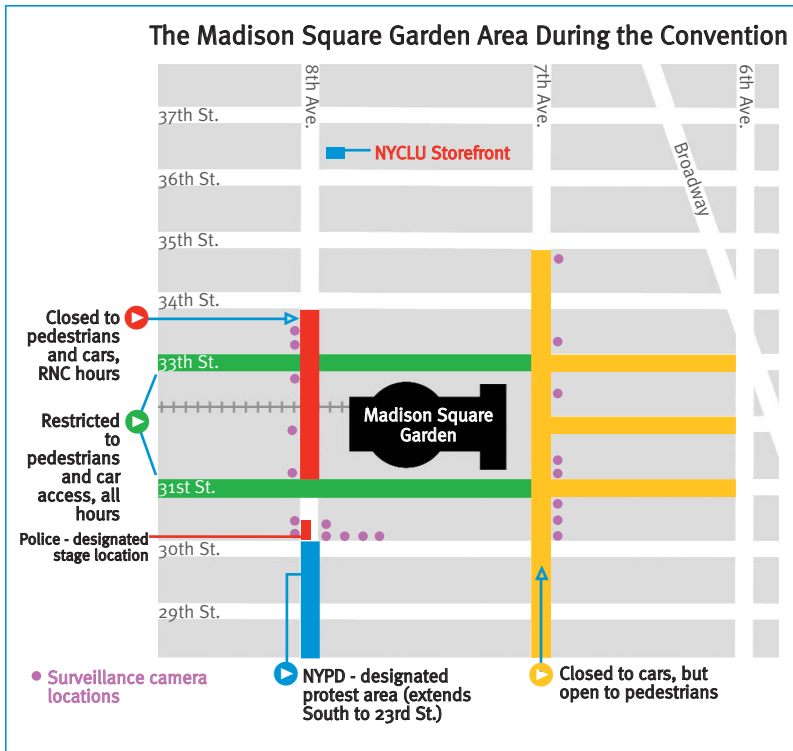 The Madison Square Garden Area During the Convention
8th Ave.
7th Ave.
6th Ave.
37th St.
NYCLU Storefront
Broadway
36th St.
35th St.
34th St.
Closed to
pedestrians
and cars,
RNC hours
33th St.
Madison Square
Garden
Restricted
to
pedestrians
and car
access, all
hours
31st St.
Police - designated
stage location
30th St.
29th St.
Surveillance camera
locations
NYPD - designated
protest area (extends
South to 23rd St.)
Closed to cars, but
open to pedestrians